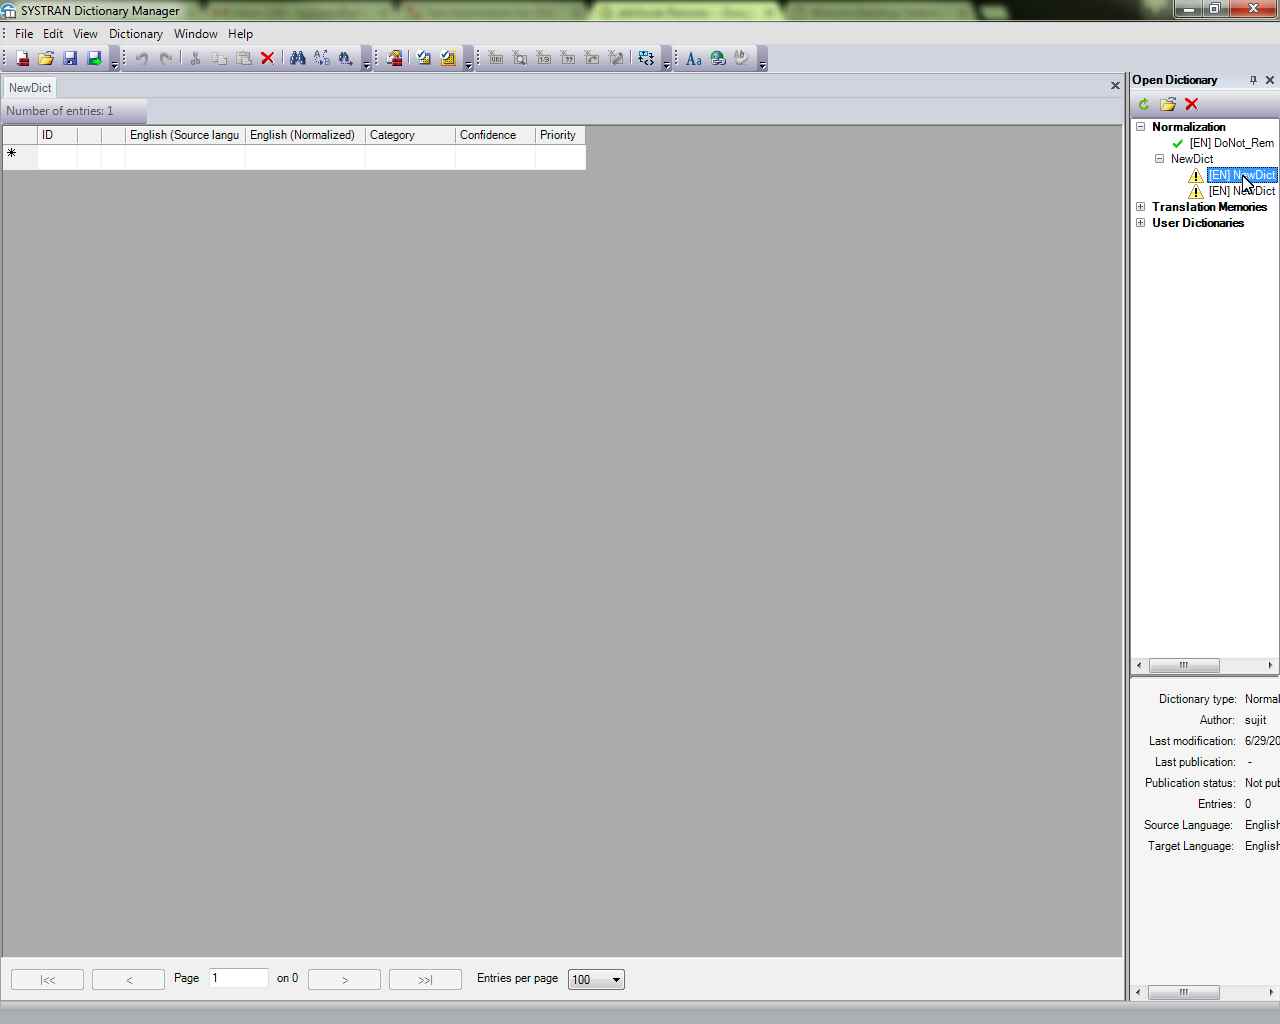 SYSTRAN Dictionary Manager
File Edit View Dictionary Window Help
NewDict
Number of entries: 1
ID English (Source langu English (Normalized) Category Confidence Priority
Open Dictionary
Normalization
[EN] DoNot_Rem
NewDict
[EN] NewDict
[EN] NewDict
Translation Memories
User Dictionaries
Dictionary type: Normal
Author: sujit
Last modification: 6/29/20
Last publication: -
Publication status: Not pub
Entries: 0
Source Language: English
Target Language: English
|<< < Page 1 on 0 > >>| Entries per page 100